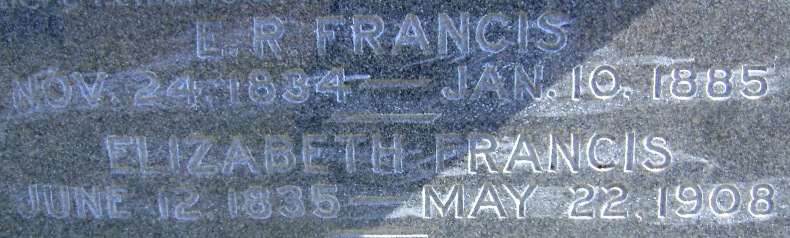 E. R. FRANCIS
NOV. 24. 1834 — JAN. 10. 1885
ELIZABETH FRANCIS
JUNE 12. 1835 — MAY 22, 1908